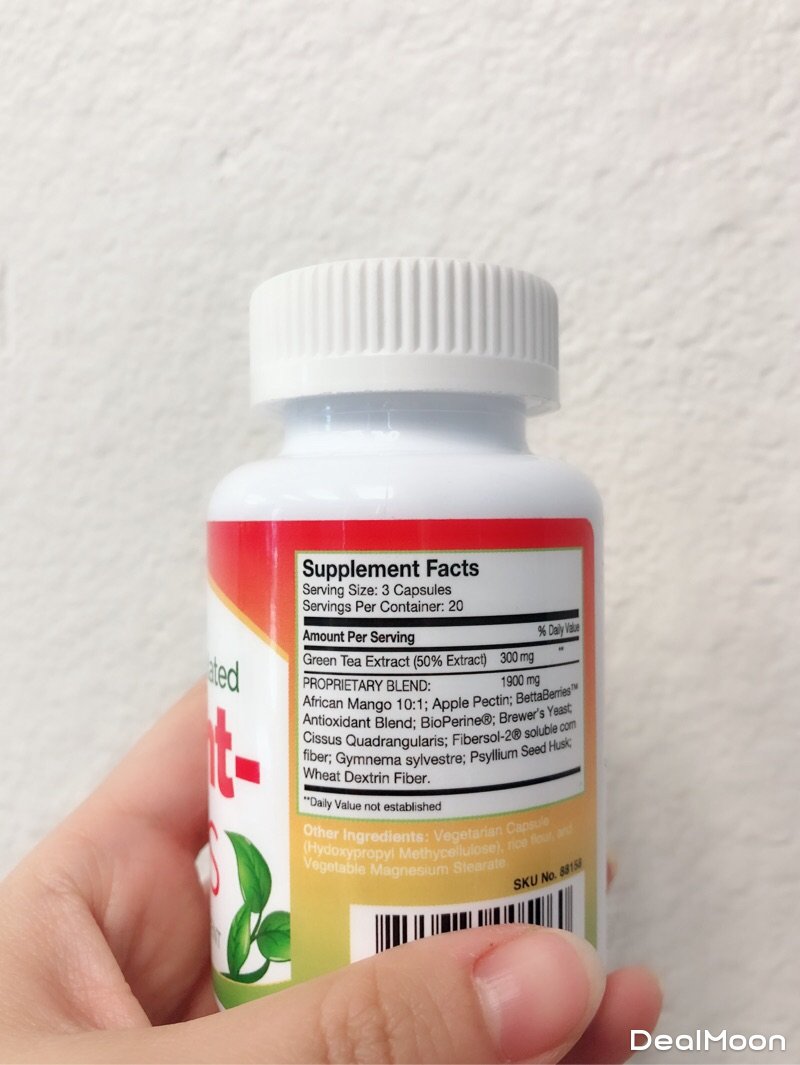 Supplement Facts
Serving Size: 3 Capsules
Servings Per Container: 20
Amount Per Serving % Daily Value
Green Tea Extract (50% Extract) 300 mg **
PROPRIETARY BLEND: 1900 mg
African Mango 10:1; Apple Pectin; BettaBerries™
Antioxidant Blend; BioPerine®; Brewer's Yeast;
Cissus Quadrangularis; Fibersol-2® soluble corn
fiber; Gymnema sylvestre; Psyllium Seed Husk;
Wheat Dextrin Fiber.
**Daily Value not established
Other Ingredients: Vegetarian Capsule
(Hydoxypropyl Methycellulose), rice flour, and
Vegetable Magnesium Stearate
SKU No. 88158
DealMoon